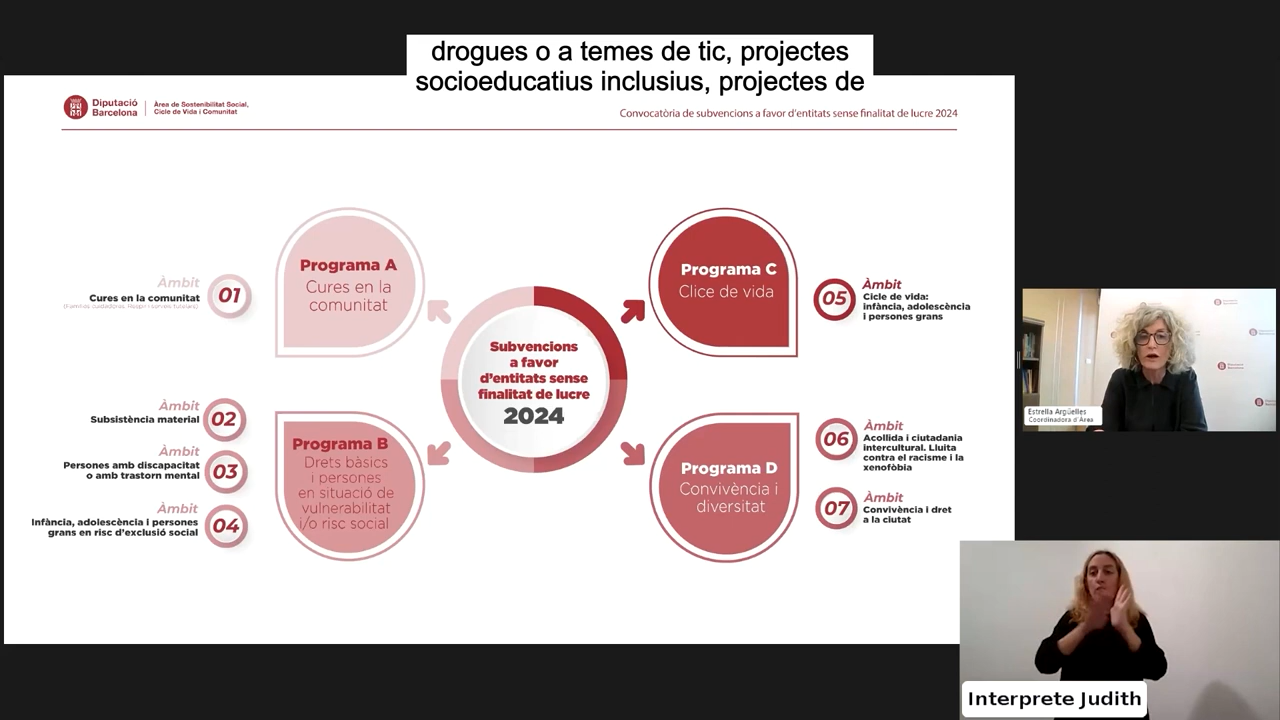 drogues o a temes de tic, projectes
socioeducatius inclusius, projectes de
Diputació
Barcelona
Àrea de Sostenibilitat Social,
Cicle de Vida i Comunitat
Convocatòria de subvencions a favor d'entitats sense finalitat de lucre 2024
Àmbit
Cures en la comunitat
01
Programa A
Cures en la
comunitat
Àmbit
Subsistència material
02
Àmbit
Persones amb discapacitat
o amb trastorn mental
03
Àmbit
Infància, adolescència i persones
grans en risc d'exclusió social
04
Programa B
Drets bàsics
i persones
en situació de
vulnerabilitat
i/o risc social
Subvencions
a favor
d'entitats sense
finalitat de lucre
2024
Programa C
Clice de vida
05
Àmbit
Cicle de vida:
infància, adolescència
i persones grans
Programa D
Convivència i
diversitat
06
Àmbit
Acollida i ciutadania
intercultural. Lluita
contra el racisme i la
xenofòbia
07
Àmbit
Convivència i dret
a la ciutat
Estrella Argüelles
Coordinadora d'Àrea
Interprete Judith